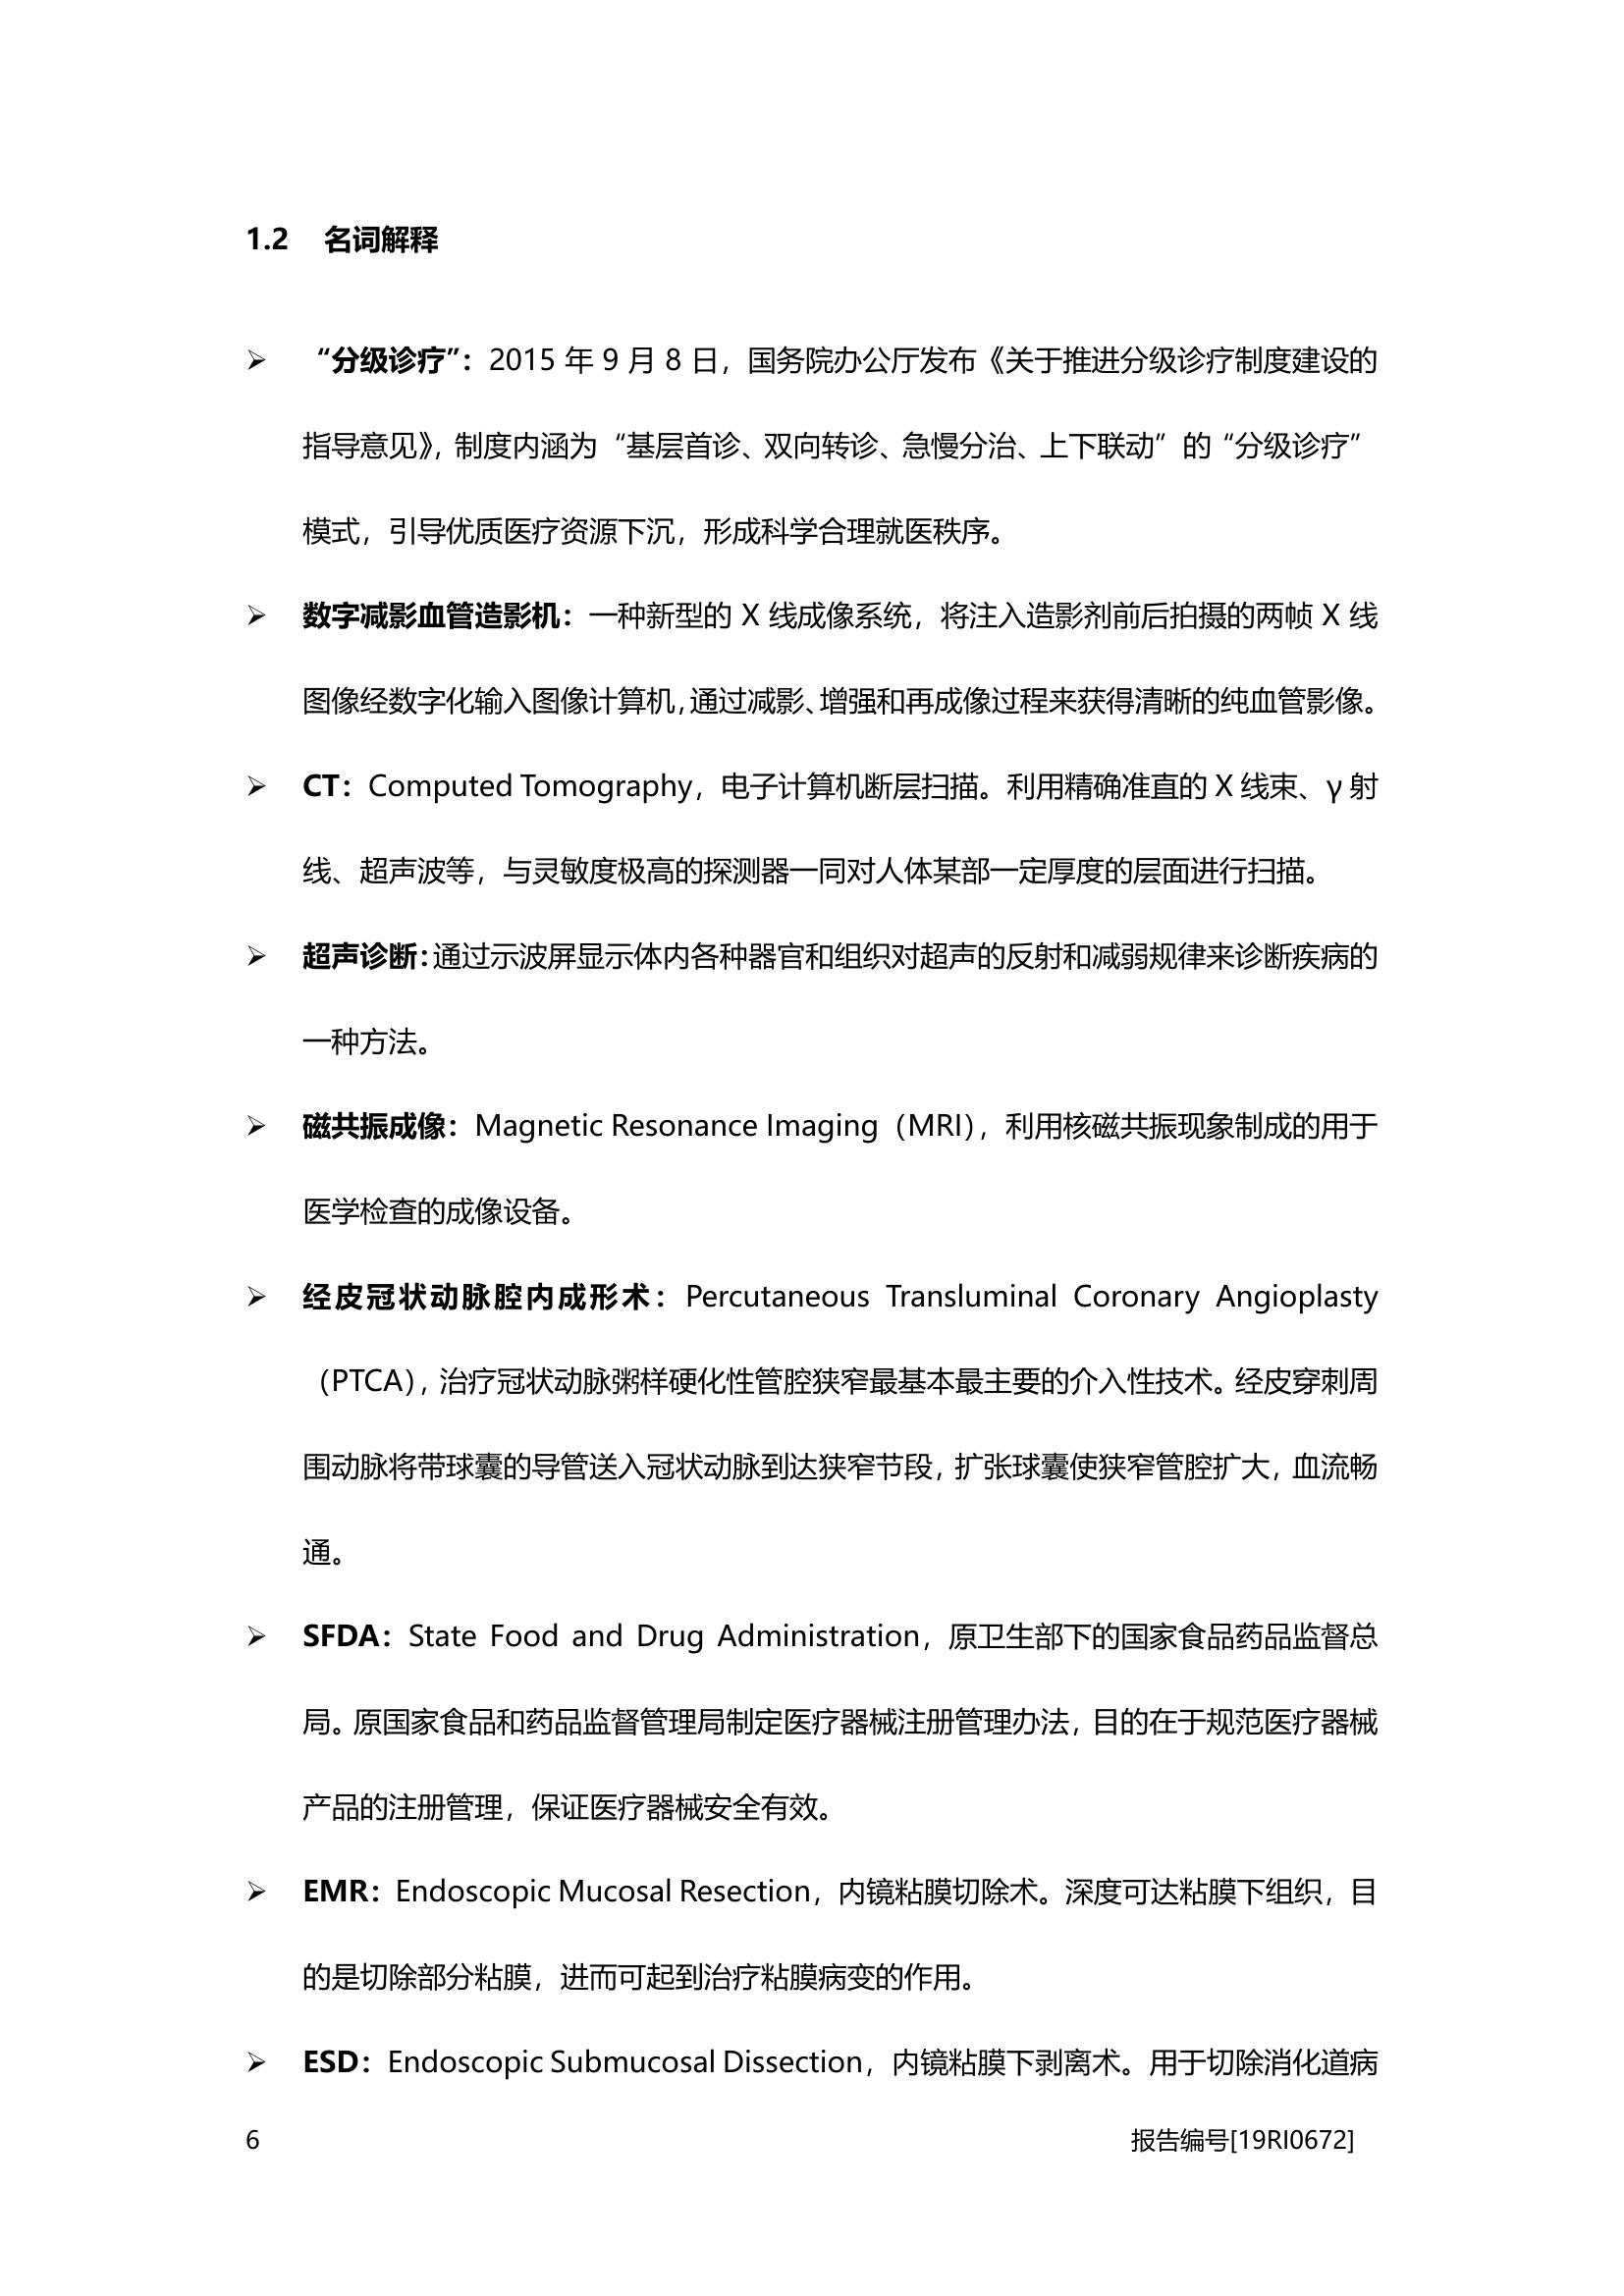 1.2 名词解释
➢ “分级诊疗”：2015 年 9 月 8 日，国务院办公厅发布《关于推进分级诊疗制度建设的
指导意见》，制度内涵为“基层首诊、双向转诊、急慢分治、上下联动”的“分级诊疗”
模式，引导优质医疗资源下沉，形成科学合理就医秩序。
➢ 数字减影血管造影机：一种新型的 X 线成像系统，将注入造影剂前后拍摄的两帧 X 线
图像经数字化输入图像计算机，通过减影、增强和再成像过程来获得清晰的纯血管影像。
➢ CT：Computed Tomography，电子计算机断层扫描。利用精确准直的 X 线束、γ 射
线、超声波等，与灵敏度极高的探测器一同对人体某部一定厚度的层面进行扫描。
➢ 超声诊断：通过示波屏显示体内各种器官和组织对超声的反射和减弱规律来诊断疾病的
一种方法。
➢ 磁共振成像：Magnetic Resonance Imaging（MRI），利用核磁共振现象制成的用于
医学检查的成像设备。
➢ 经皮冠状动脉腔内成形术：Percutaneous Transluminal Coronary Angioplasty
（PTCA），治疗冠状动脉粥样硬化性管腔狭窄最基本最主要的介入性技术。经皮穿刺周
围动脉将带球囊的导管送入冠状动脉到达狭窄节段，扩张球囊使狭窄管腔扩大，血流畅
通。
➢ SFDA：State Food and Drug Administration，原卫生部下的国家食品药品监督总
局。原国家食品和药品监督管理局制定医疗器械注册管理办法，目的在于规范医疗器械
产品的注册管理，保证医疗器械安全有效。
➢ EMR：Endoscopic Mucosal Resection，内镜粘膜切除术。深度可达粘膜下组织，目
的是切除部分粘膜，进而可起到治疗粘膜病变的作用。
➢ ESD：Endoscopic Submucosal Dissection，内镜粘膜下剥离术。用于切除消化道病
6 报告编号[19RI0672]